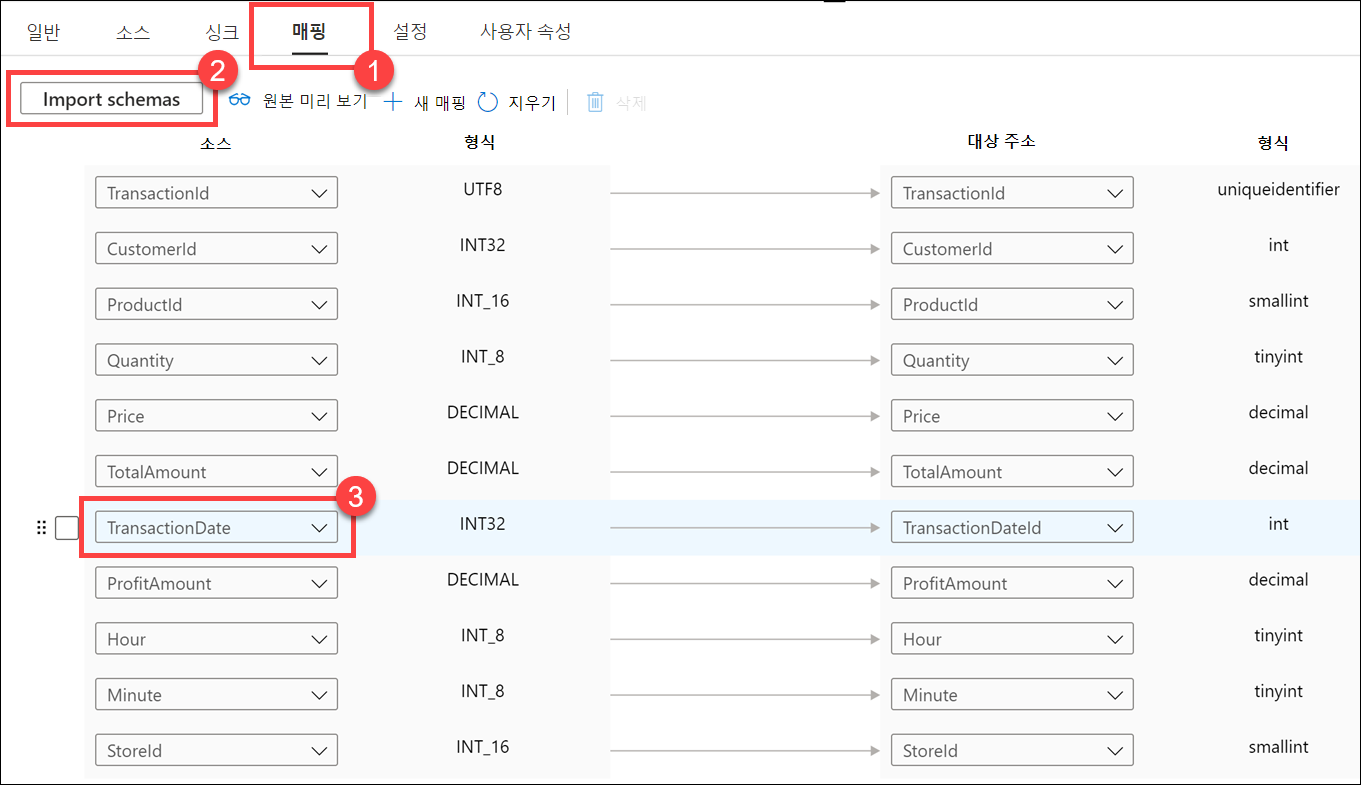 일반 소스 싱크 매핑 설정 사용자 속성
1
2
Import schemas 원본 미리 보기 새 매핑 지우기 삭제
소스 형식 대상 주소 형식
TransactionId UTF8 TransactionId uniqueidentifier
CustomerId INT32 CustomerId int
ProductId INT_16 ProductId smallint
Quantity INT_8 Quantity tinyint
Price DECIMAL Price decimal
TotalAmount DECIMAL TotalAmount decimal
3
TransactionDate INT32 TransactionDateId int
ProfitAmount DECIMAL ProfitAmount decimal
Hour INT_8 Hour tinyint
Minute INT_8 Minute tinyint
StoreId INT_16 StoreId smallint